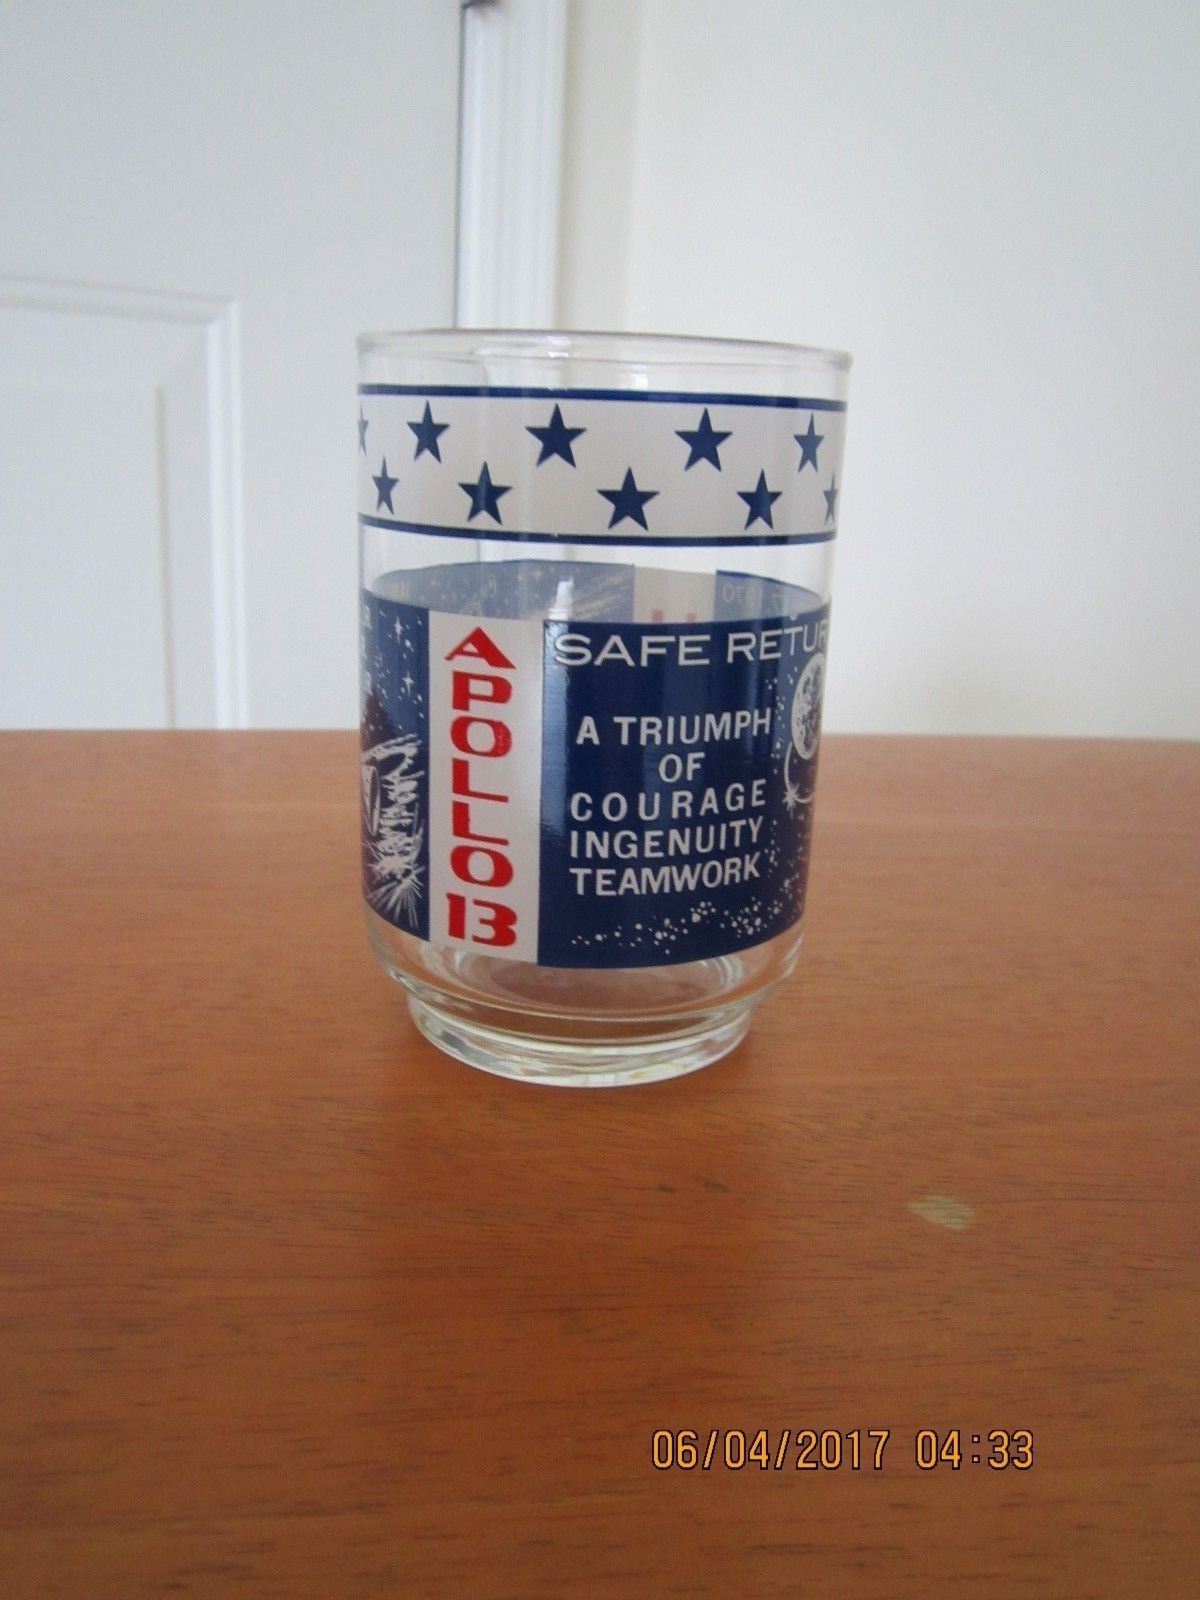 APOLLO 13
SAFE RETUR
A TRIUMPH
OF
COURAGE
INGENUITY
TEAMWORK
06/04/2017 04:33